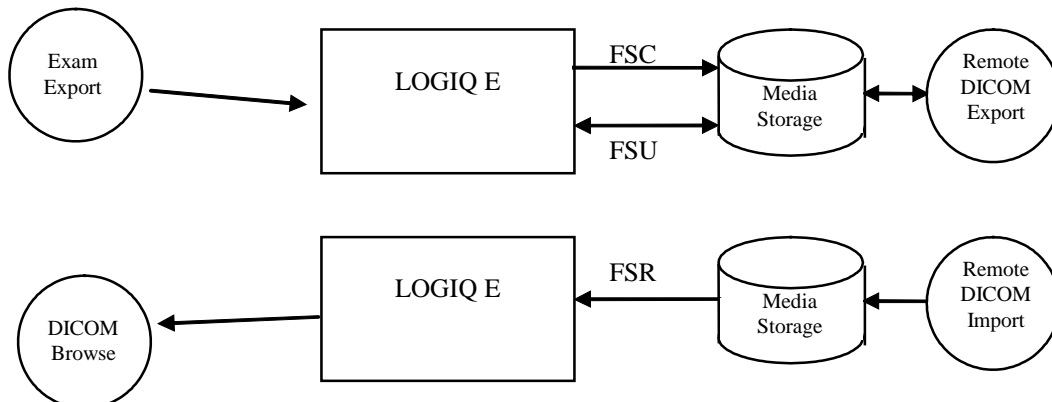 Exam
Export
LOGIQ E
FSC
FSU
Media
Storage
Remote
DICOM
Export
DICOM
Browse
LOGIQ E
FSR
Media
Storage
Remote
DICOM
Import